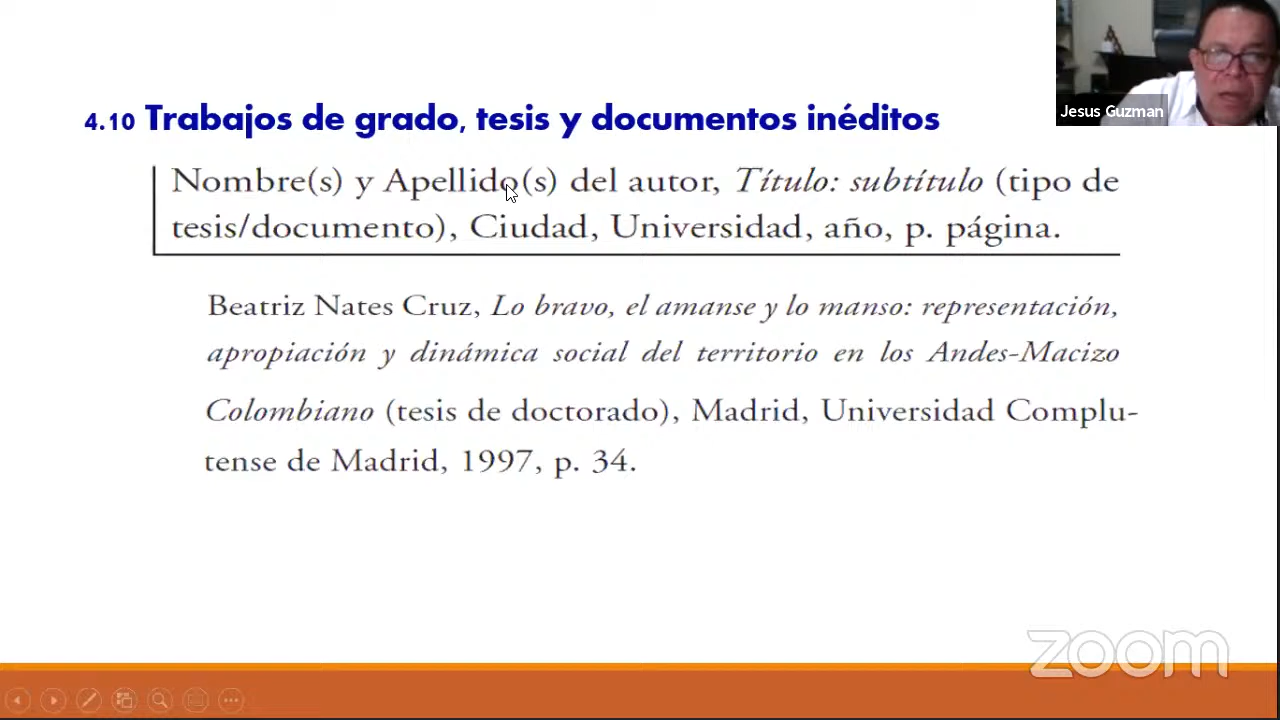 Jesus Guzman
4.10 Trabajos de grado, tesis y documentos inéditos
Nombre(s) y Apellido(s) del autor, Título: subtítulo (tipo de
tesis/documento), Ciudad, Universidad, año, p. página.
Beatriz Nates Cruz, Lo bravo, el amanse y lo manso: representación,
apropiación y dinámica social del territorio en los Andes-Macizo
Colombiano (tesis de doctorado), Madrid, Universidad Complu-
tense de Madrid, 1997, p. 34.
zoom